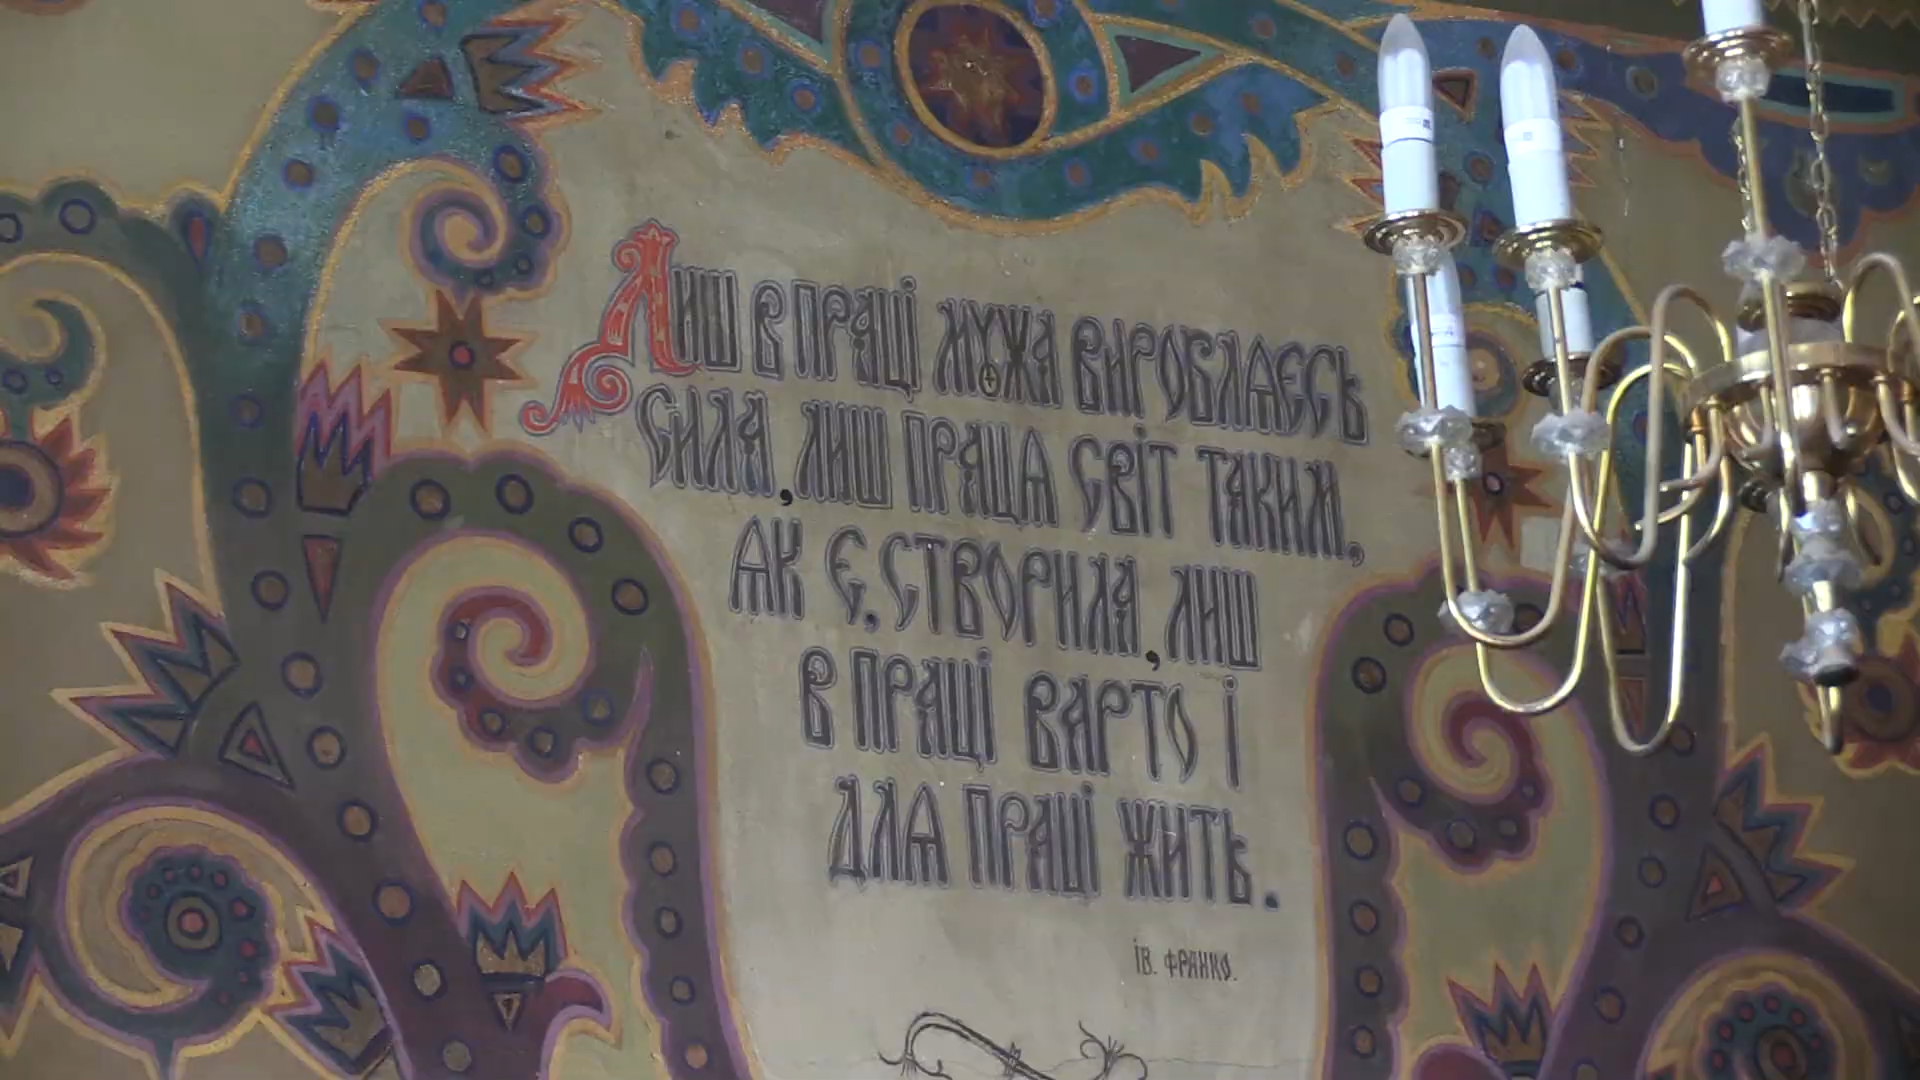 Лиш в праці мужа виробляєсь
сила, лиш праця світ таким,
як є, створила, лиш
в праці варто і
для праці жить.
Ів. Франко.